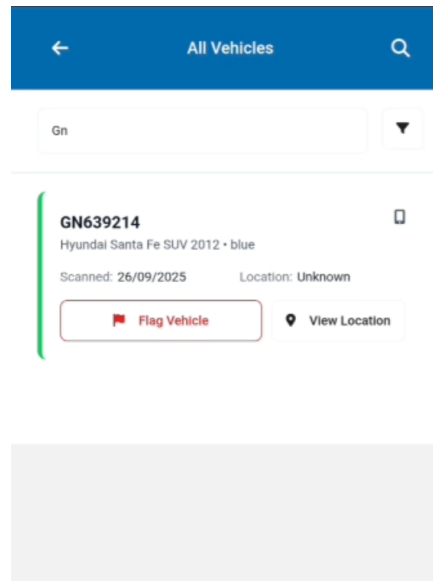 All Vehicles
Gn
GN639214
Hyundai Santa Fe SUV 2012 • blue
Scanned: 26/09/2025 Location: Unknown
Flag Vehicle View Location